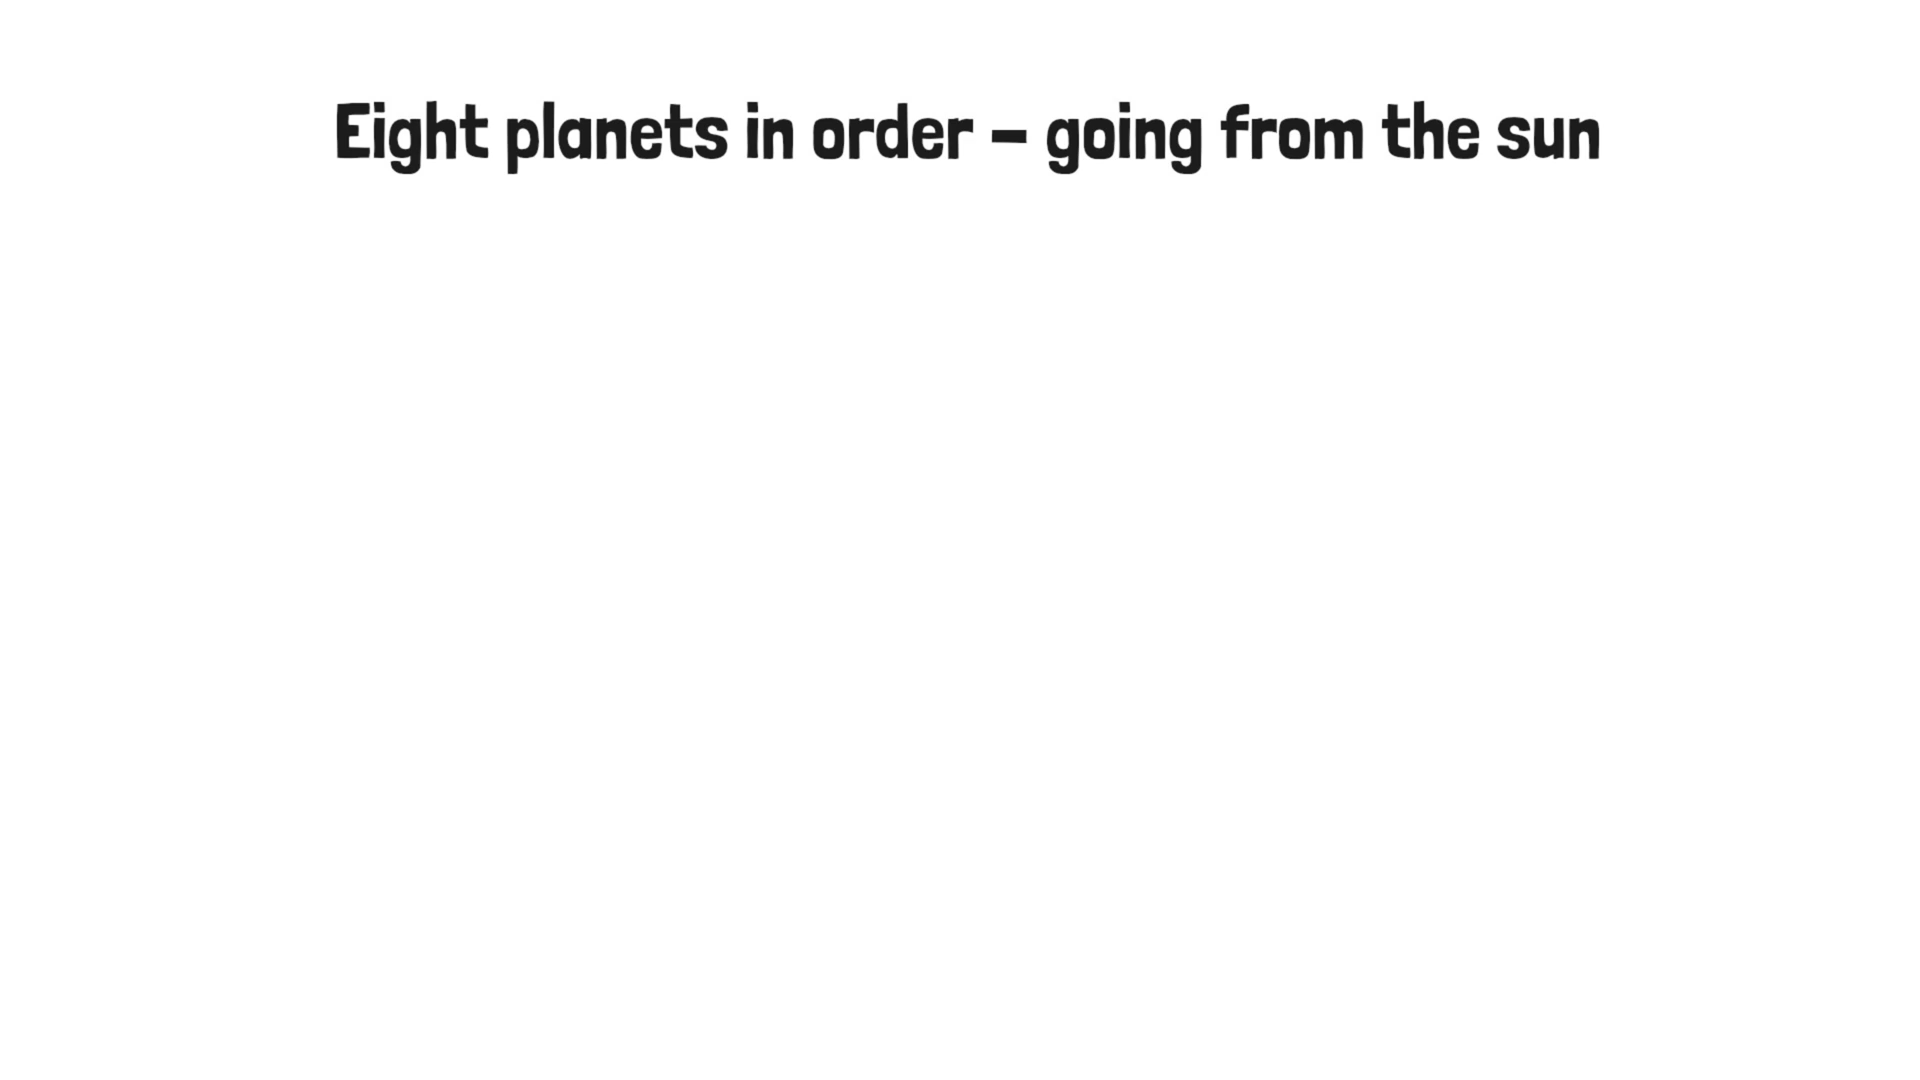 Eight planets in order – going from the sun